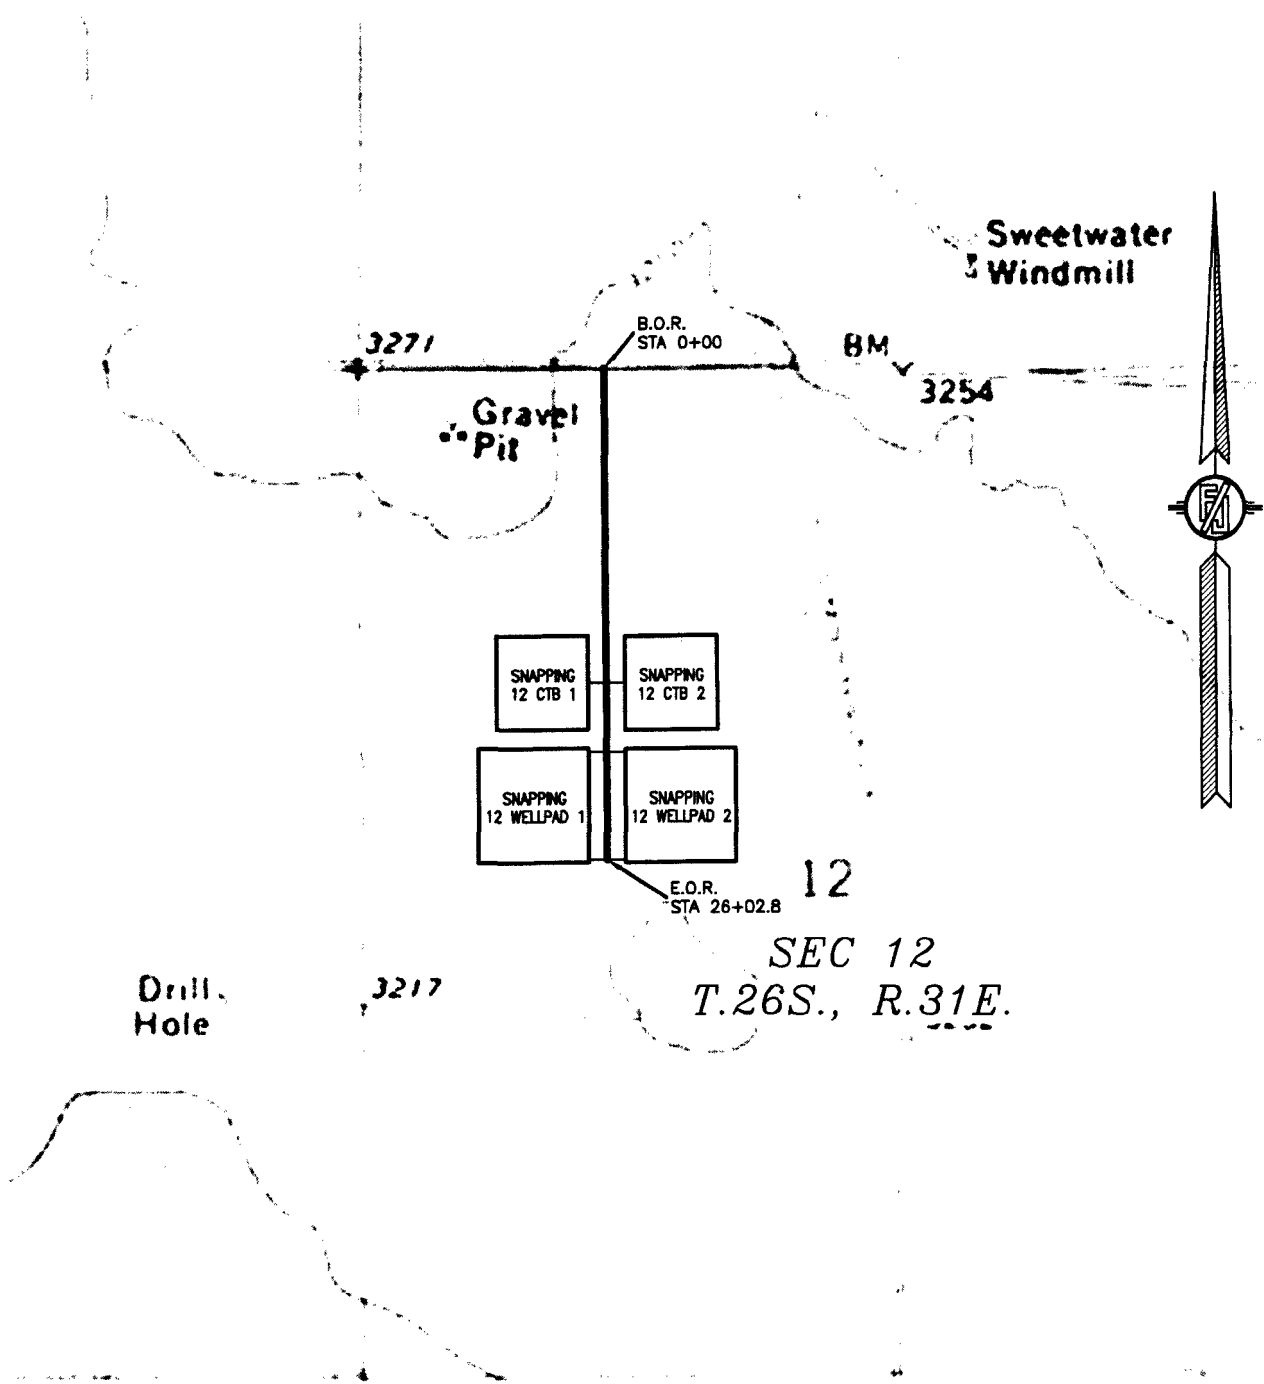 Sweetwater
Windmill
B.O.R.
STA 0+00
3271
BM
3254
Gravel
Pit
SNAPPING
12 CTB 1
SNAPPING
12 CTB 2
SNAPPING
12 WELLPAD 1
SNAPPING
12 WELLPAD 2
E.O.R.
STA 26+02.8
12
SEC 12
T.26S., R.31E.
Drill
Hole
3217